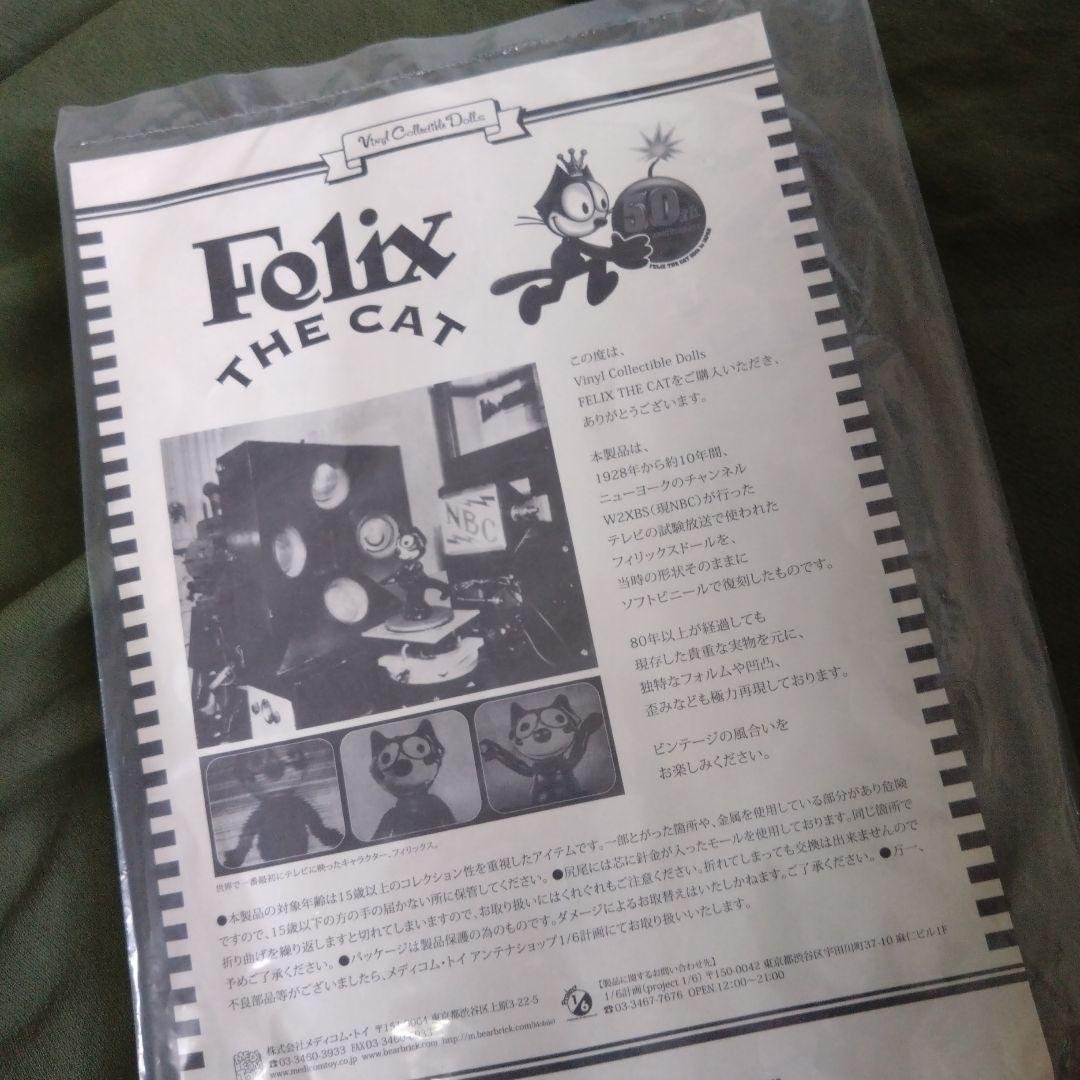 Vinyl Collectible Dolls
Felix
THE CAT
50th
FELIX THE CAT
この度は、
Vinyl Collectible Dolls
FELIX THE CATをご購入いただき、
ありがとうございます。
本製品は、
1928年から約10年間、
ニューヨークのチャンネル
W2XBS(現NBC)が行った
テレビの試験放送で使われた
フィリックスドールを、
当時の形状そのままに
ソフトビニールで復刻したものです。
80年以上が経過しても
現存した貴重な実物を元に、
独特なフォルムや凹凸、
歪みなども極力再現しております。
ビンテージの風合いを
お楽しみください。
NBC
世界で一番最初にテレビに映ったキャラクター、フィリックス。
●本製品の対象年齢は15歳以上のコレクション性を重視したアイテムです。一部とがった箇所や、金属を使用している部分があり危険
ですので、15歳以下の方の手の届かない所に保管してください。●尻尾には芯に針金が入ったモールを使用しております。同じ箇所で
折り曲げを繰り返しますと切れてしまいますので、お取り扱いにはくれぐれもご注意ください。折れてしまっても交換は出来ませんので
予めご了承ください。●パッケージは製品保護の為のものです。ダメージによるお取替えはいたしかねます。ご了承ください。●万一、
不良部品等がございましたら、メディコム・トイ アンテナショップ1/6計画にてお取り扱いいたします。
株式会社メディコム・トイ 〒151-0064 東京都渋谷区上原3-22-5
☎03-3460-3933 FAX03-3460-
www.medicomtoy.co.jp www.bearbrick.com http://m.bearbrick.com
1/6
【製品に関するお問い合わせ先】
1/6計画(project 1/6) 〒150-0042 東京都渋谷区宇田川町37-10 麻仁ビル1F
☎03-3467-7676 OPEN.12:00〜21:00